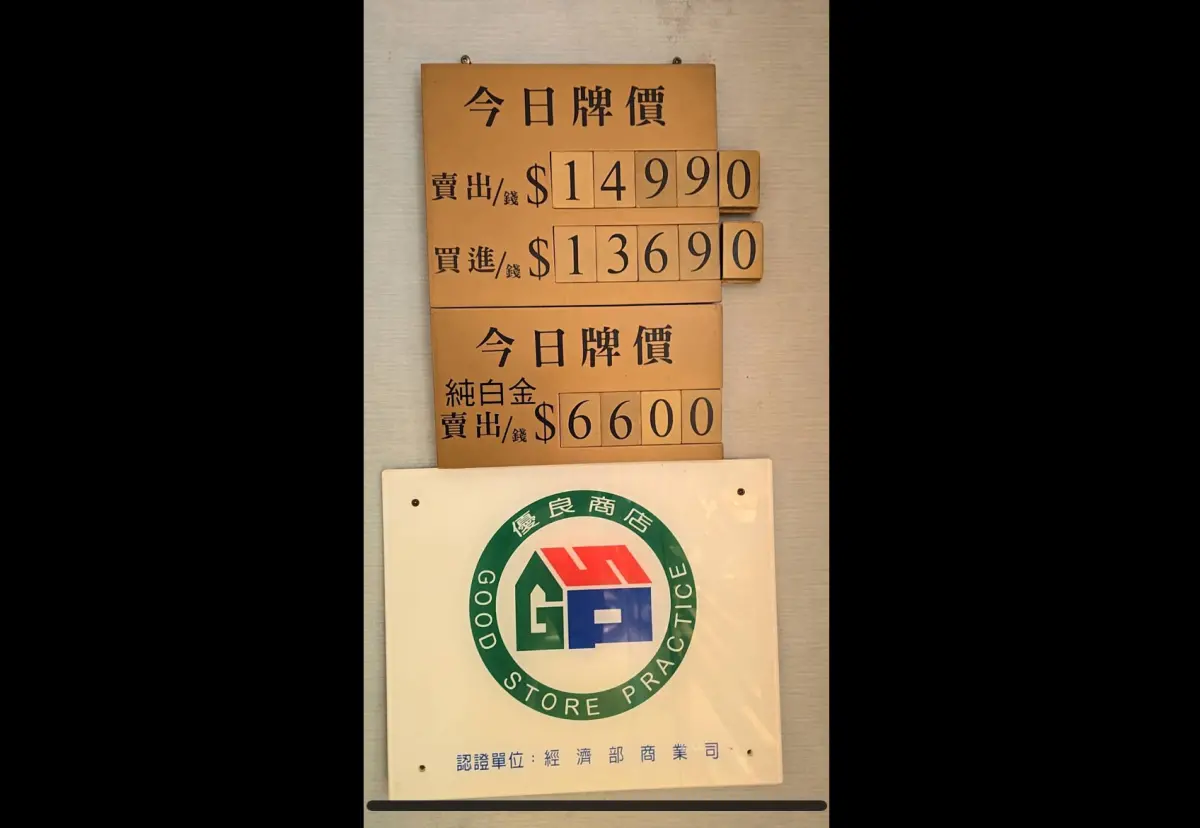 今日牌價
賣出/錢 $14990
買進/錢 $13690
今日牌價
純白金
賣出/錢 $6600
優良商店
GSP
GOOD STORE PRACTICE
認證單位：經濟部商業司